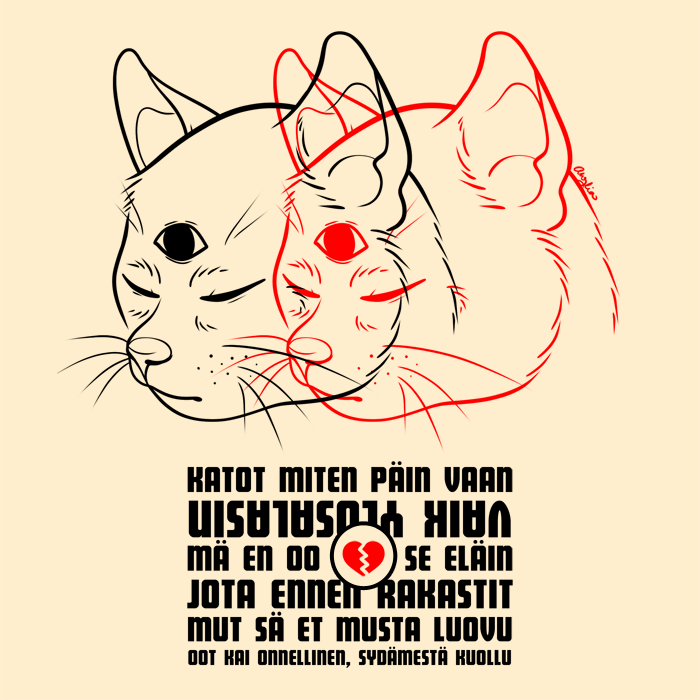 KATOT MITEN PÄIN VAAN
VAIK YLÖSALASIN
MÄ EN OO SE ELÄIN
JOTA ENNEN RAKASTIT
MUT SÄ ET MUSTA LUOVU
OOT KAI ONNELLINEN, SYDÄMESTÄ KUOLLU